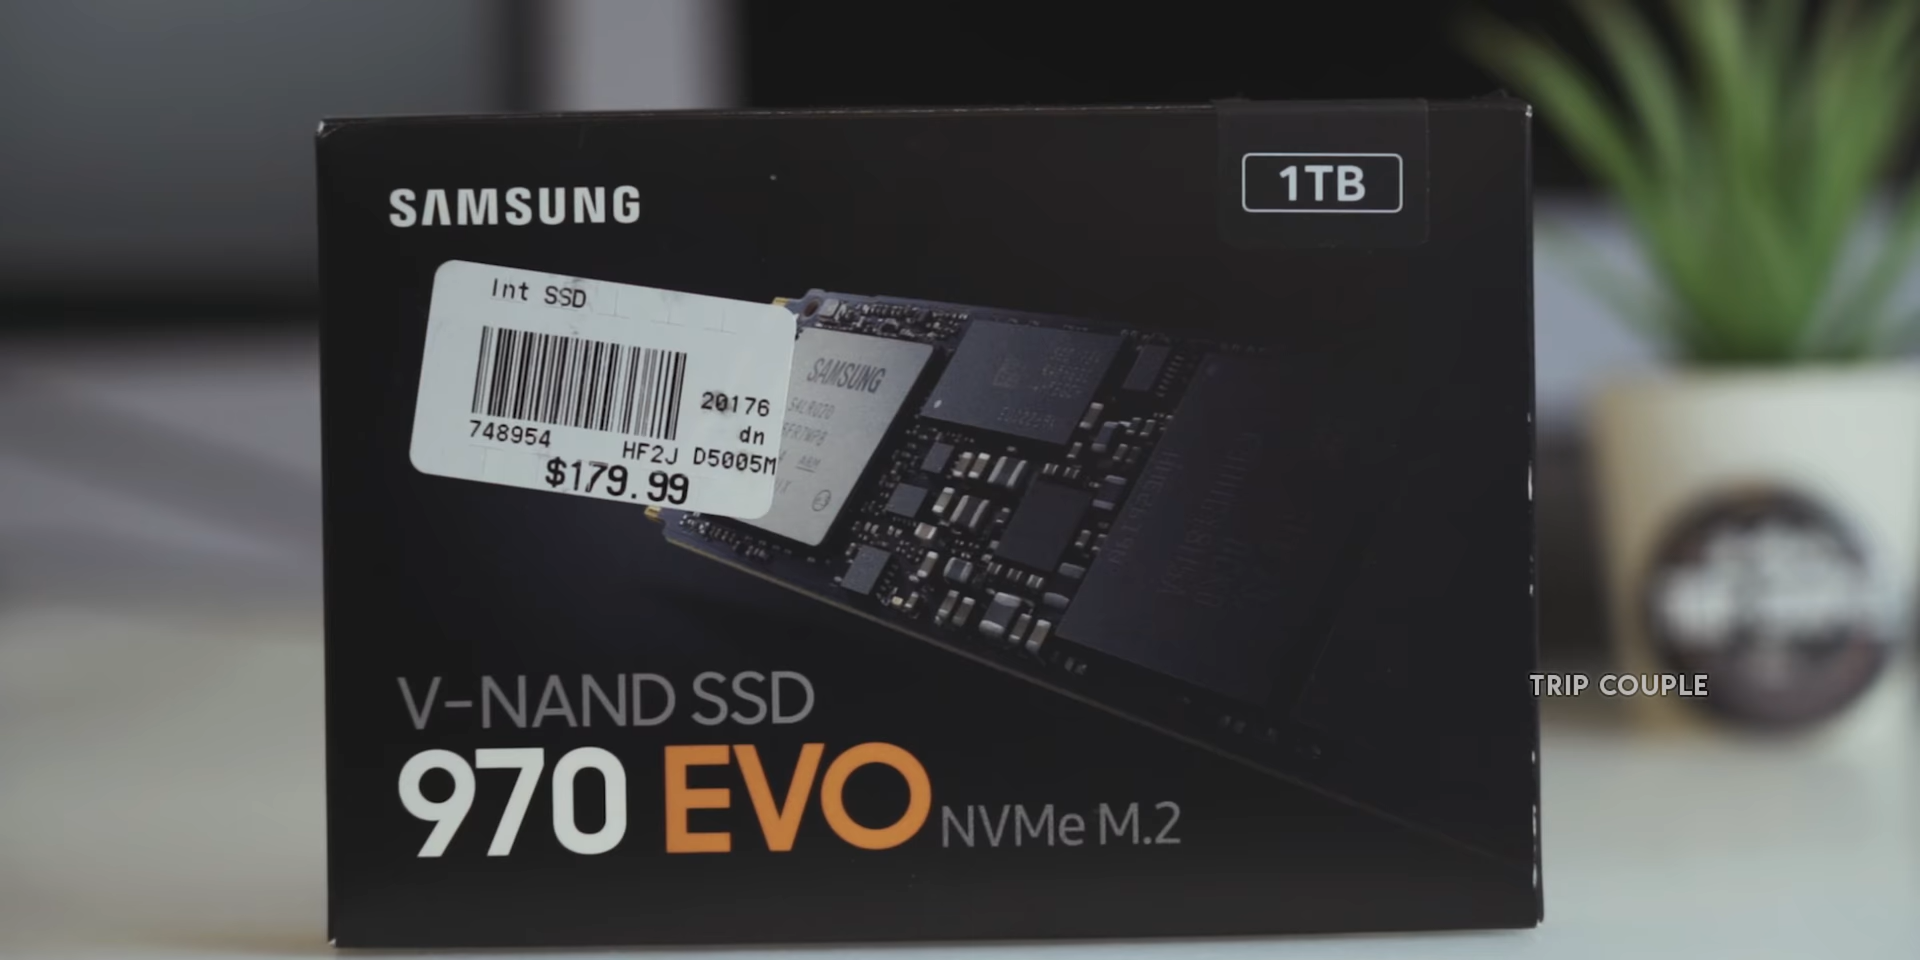 SAMSUNG
1TB
Int SSD
20176
dn
748954
HF2J D5005M
$179.99
SAMSUNG
V-NAND SSD
970 EVO NVMe M.2
TRIP COUPLE